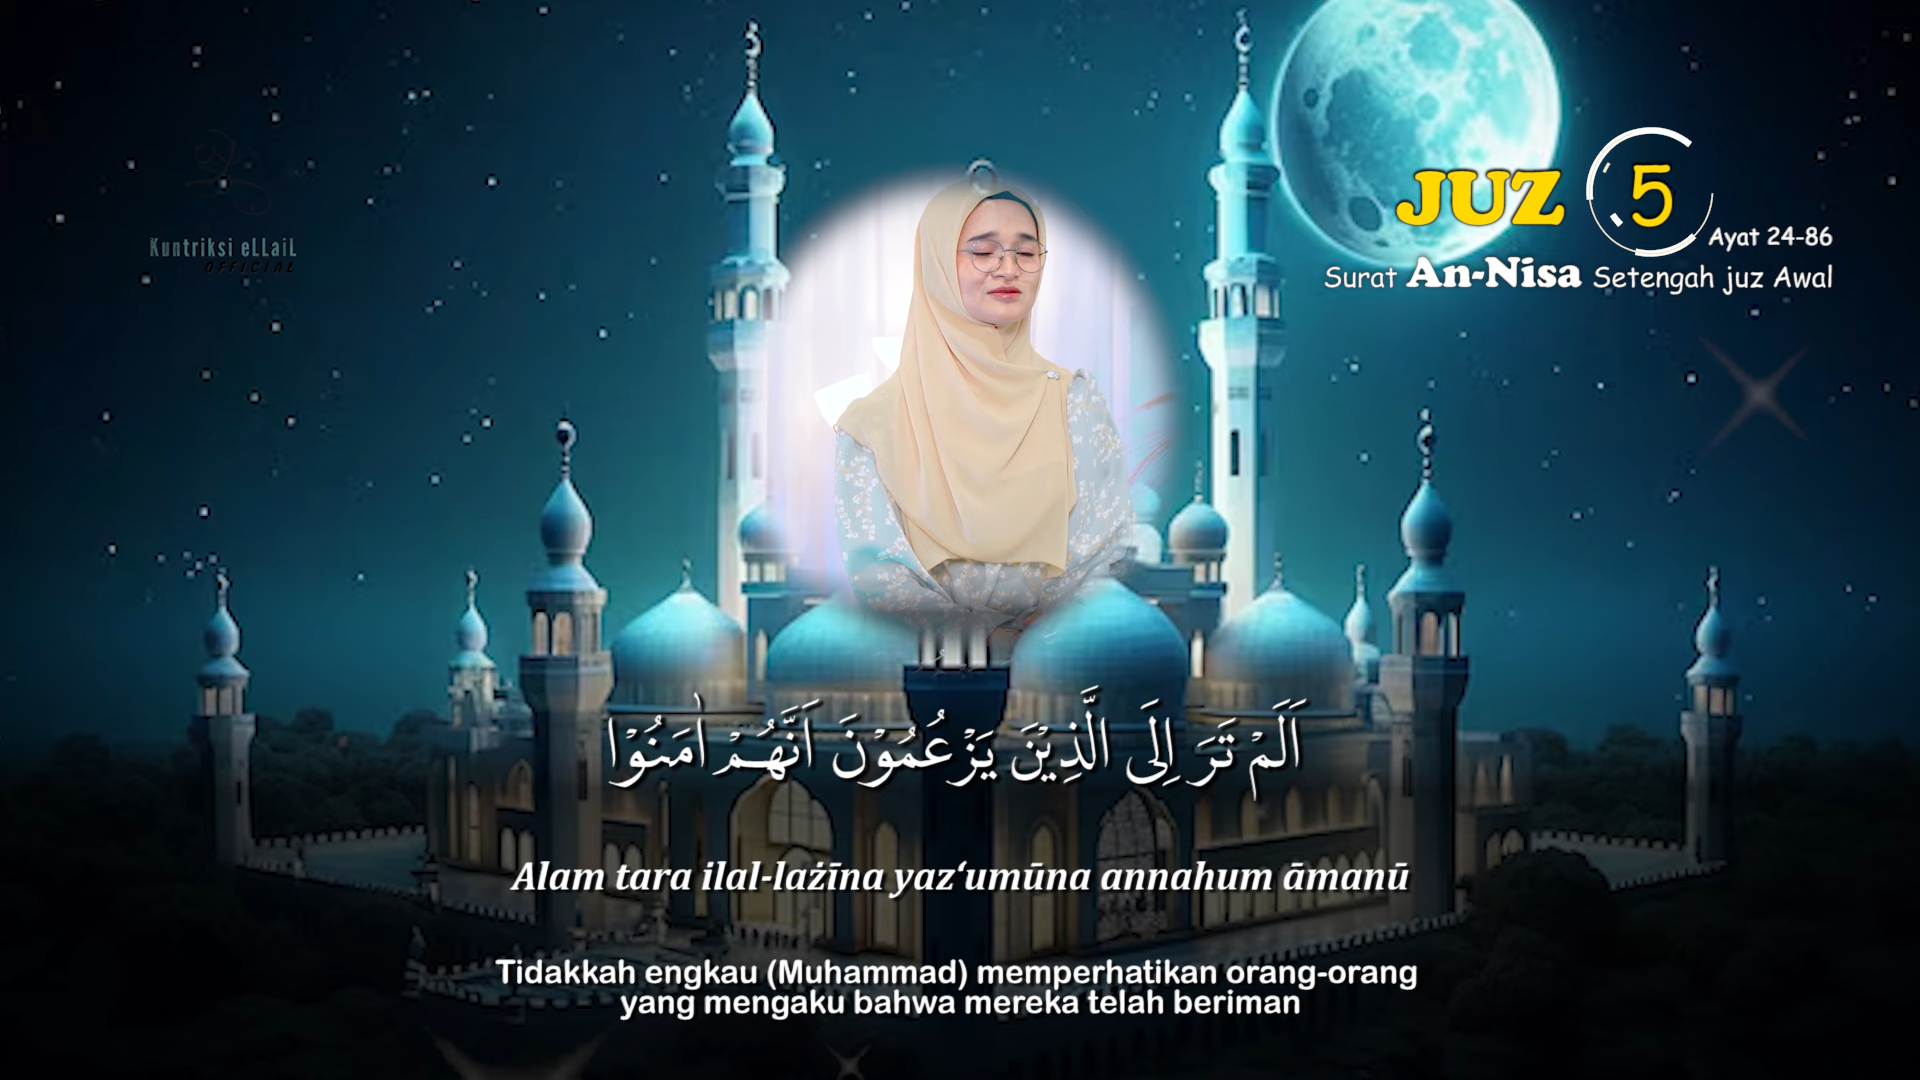 Kuntriksi eLLaiL
OFFICIAL
JUZ 5
Ayat 24-86
Surat An-Nisa Setengah juz Awal
اَلَمْ تَرَ اِلَى الَّذِيْنَ يَزْعُمُوْنَ اَنَّهُمْ اٰمَنُوْا
Alam tara ilal-lażīna yaz‘umūna annahum āmanū
Tidakkah engkau (Muhammad) memperhatikan orang-orang
yang mengaku bahwa mereka telah beriman